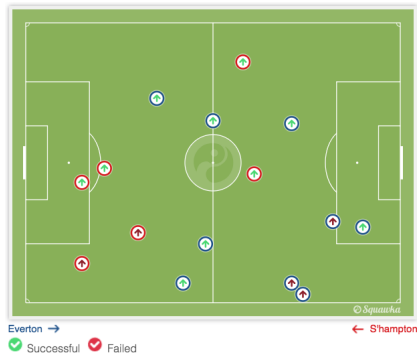 Squawka
Everton → ← S'hampton
Successful Failed